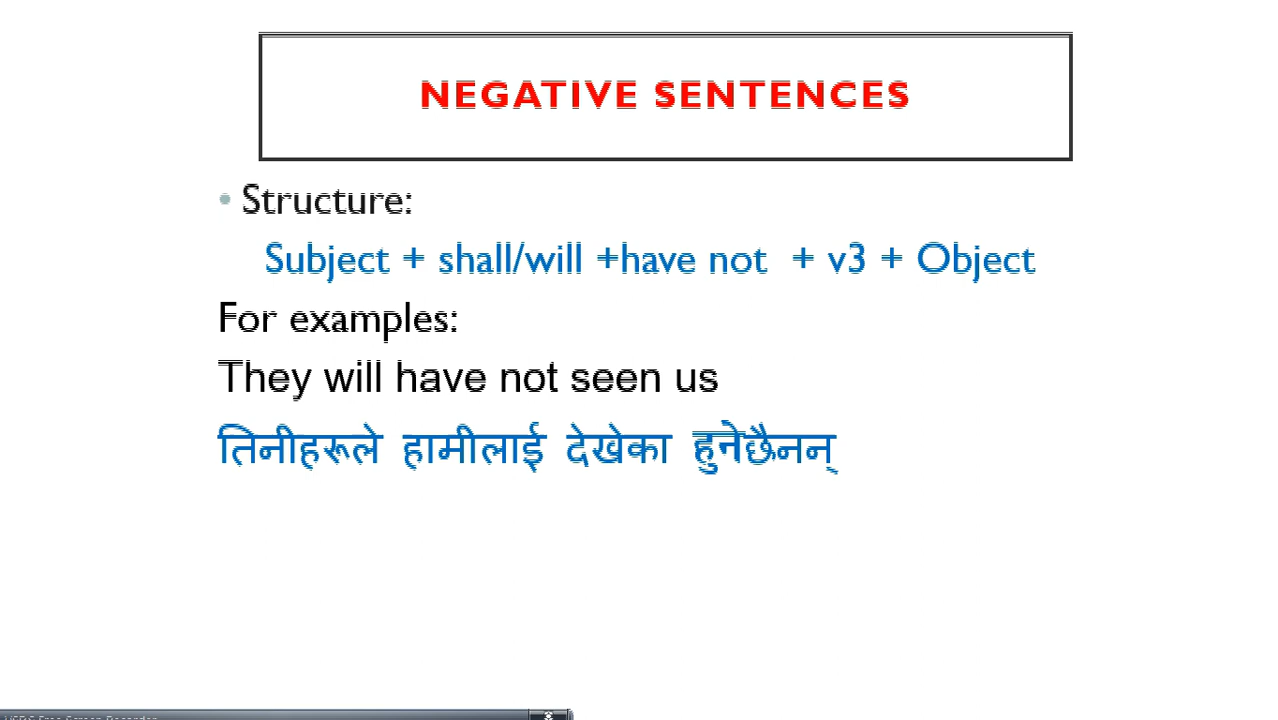 NEGATIVE SENTENCES
• Structure:
Subject + shall/will +have not + v3 + Object
For examples:
They will have not seen us
तिनीहरूले हामीलाई देखेका हुनेछैनन्